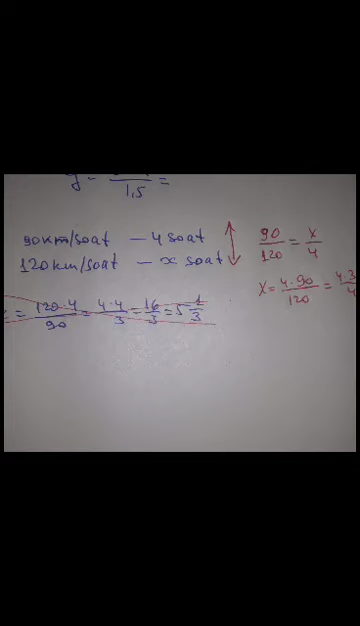 y = 1,5 =
90km/soat — 4 soat
120km/soat — x soat
= 120·4/90 = 4·4/3 = 16/3 = 5 1/3
90/120 = x/4
x = 4·90/120 = 4·3/4